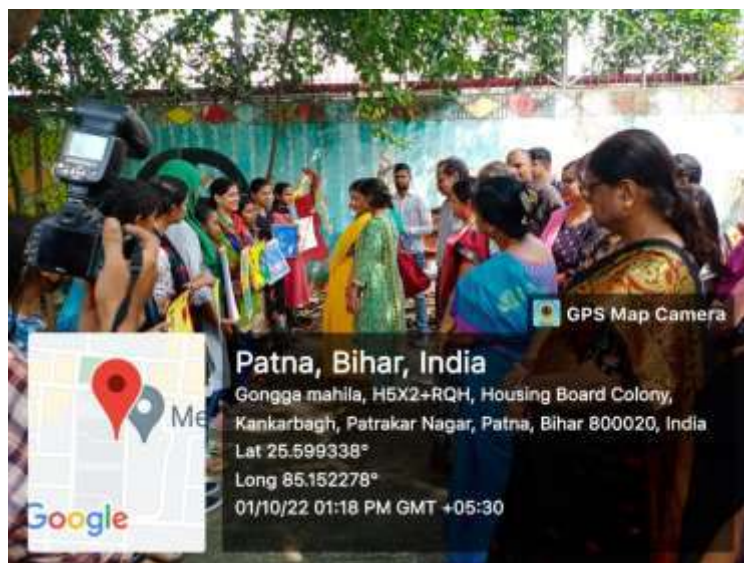 GPS Map Camera
Patna, Bihar, India
Gongga mahila, H5X2+RQH, Housing Board Colony,
Kankarbagh, Patrakar Nagar, Patna, Bihar 800020, India
Lat 25.599338°
Long 85.152278°
01/10/22 01:18 PM GMT +05:30
Me
Google